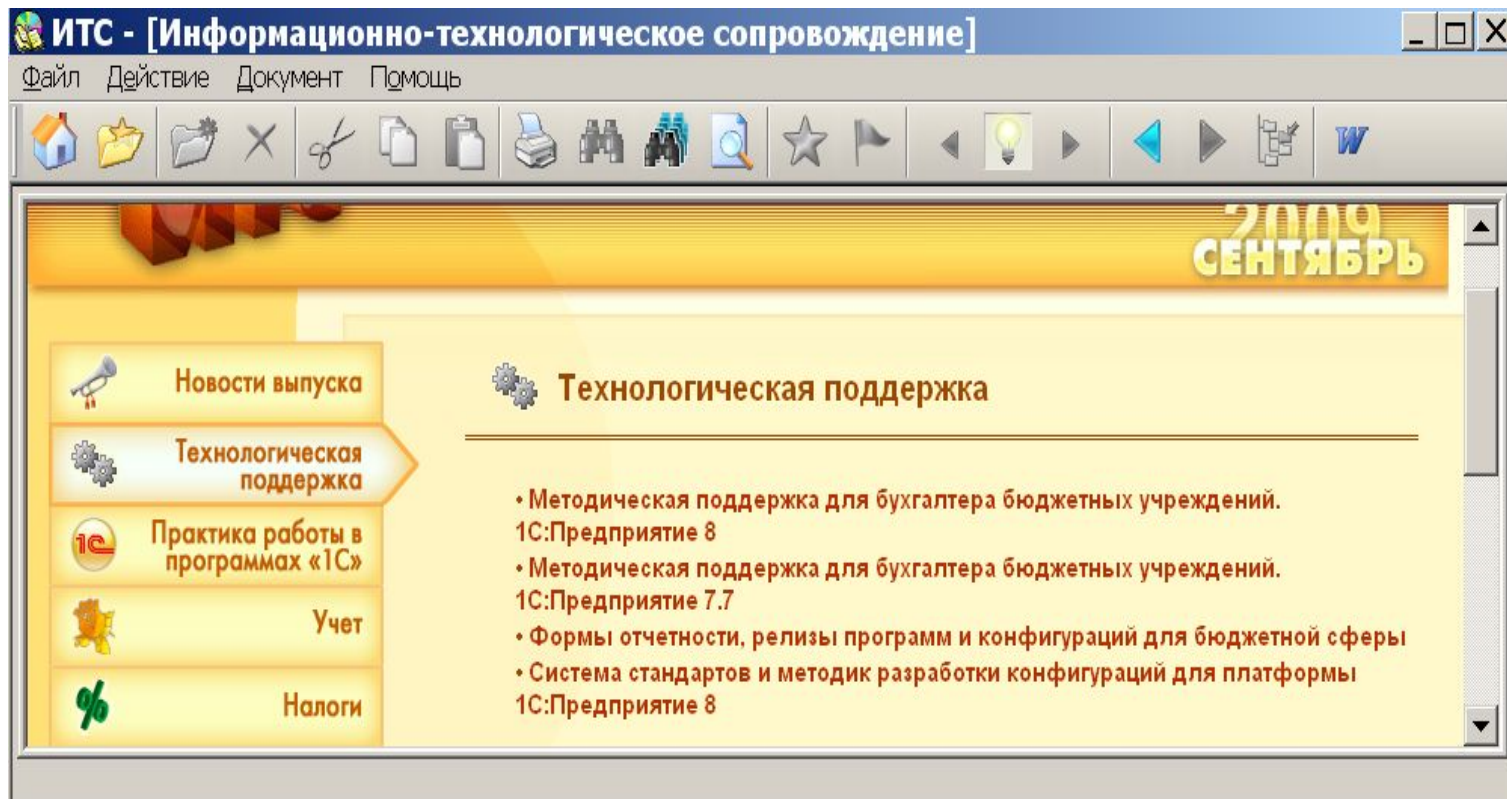 ИТС - [Информационно-технологическое сопровождение]
Файл Действие Документ Помощь
W
2009
СЕНТЯБРЬ
Новости выпуска
Технологическая
поддержка
1С
Практика работы в
программах «1С»
Учет
%
Налоги
Технологическая поддержка
• Методическая поддержка для бухгалтера бюджетных учреждений.
1С:Предприятие 8
• Методическая поддержка для бухгалтера бюджетных учреждений.
1С:Предприятие 7.7
• Формы отчетности, релизы программ и конфигураций для бюджетной сферы
• Система стандартов и методик разработки конфигураций для платформы
1С:Предприятие 8